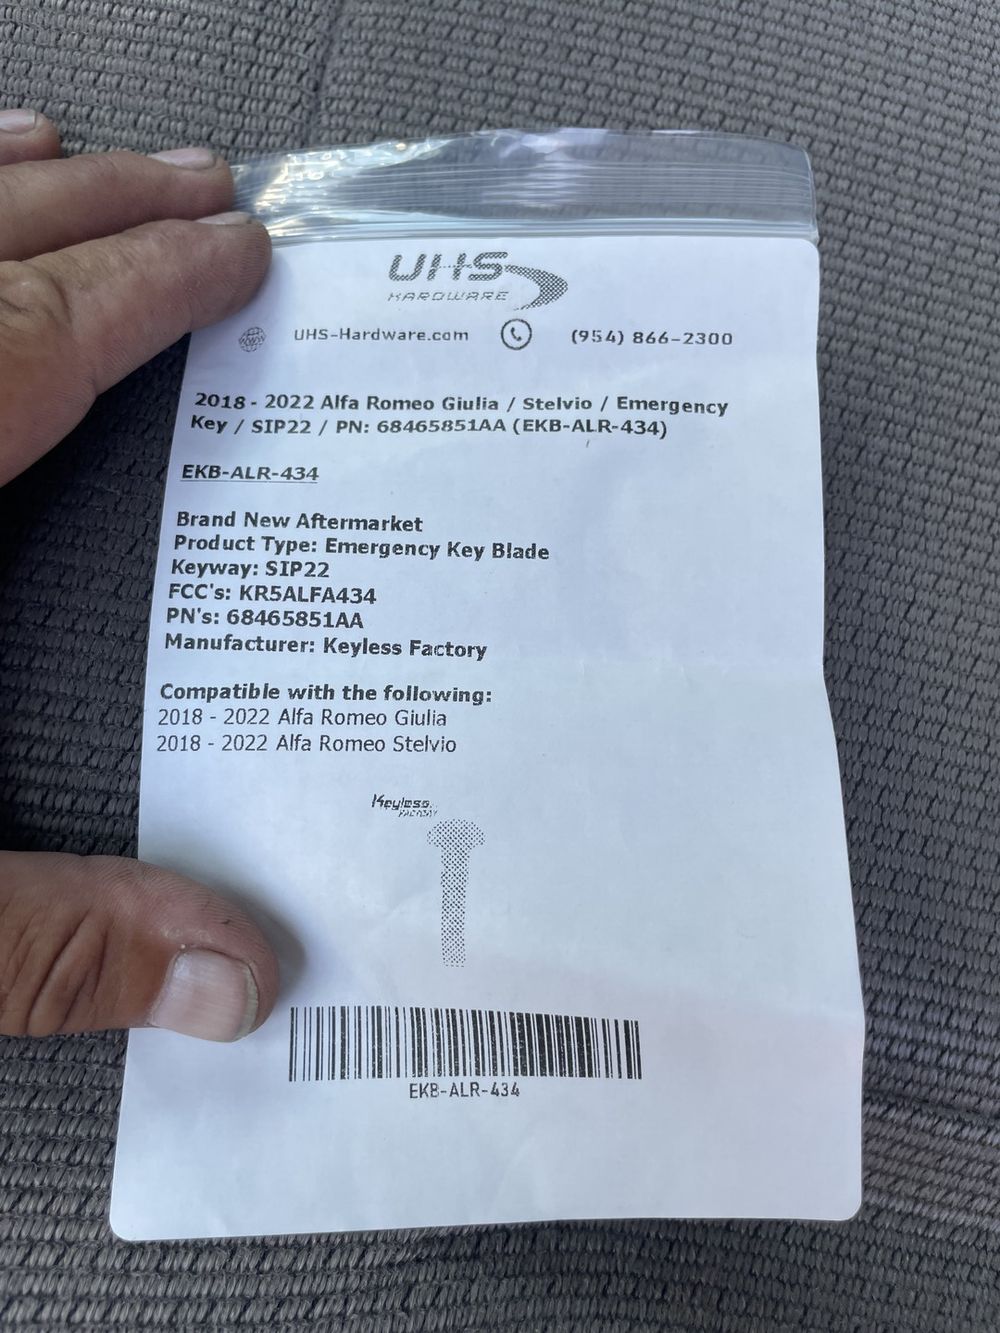 UHS
HARDWARE
UHS-Hardware.com (954) 866-2300
2018 - 2022 Alfa Romeo Giulia / Stelvio / Emergency
Key / SIP22 / PN: 68465851AA (EKB-ALR-434)
EKB-ALR-434
Brand New Aftermarket
Product Type: Emergency Key Blade
Keyway: SIP22
FCC's: KR5ALFA434
PN's: 68465851AA
Manufacturer: Keyless Factory
Compatible with the following:
2018 - 2022 Alfa Romeo Giulia
2018 - 2022 Alfa Romeo Stelvio
Keyless
FACTORY
EKB-ALR-434